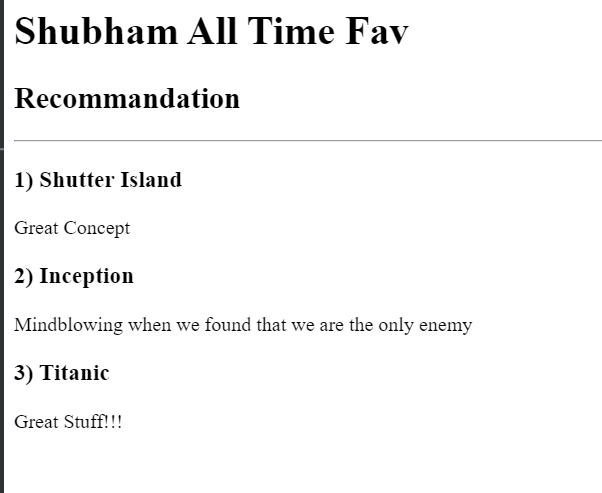 Shubham All Time Fav
Recommandation
1) Shutter Island
Great Concept
2) Inception
Mindblowing when we found that we are the only enemy
3) Titanic
Great Stuff!!!